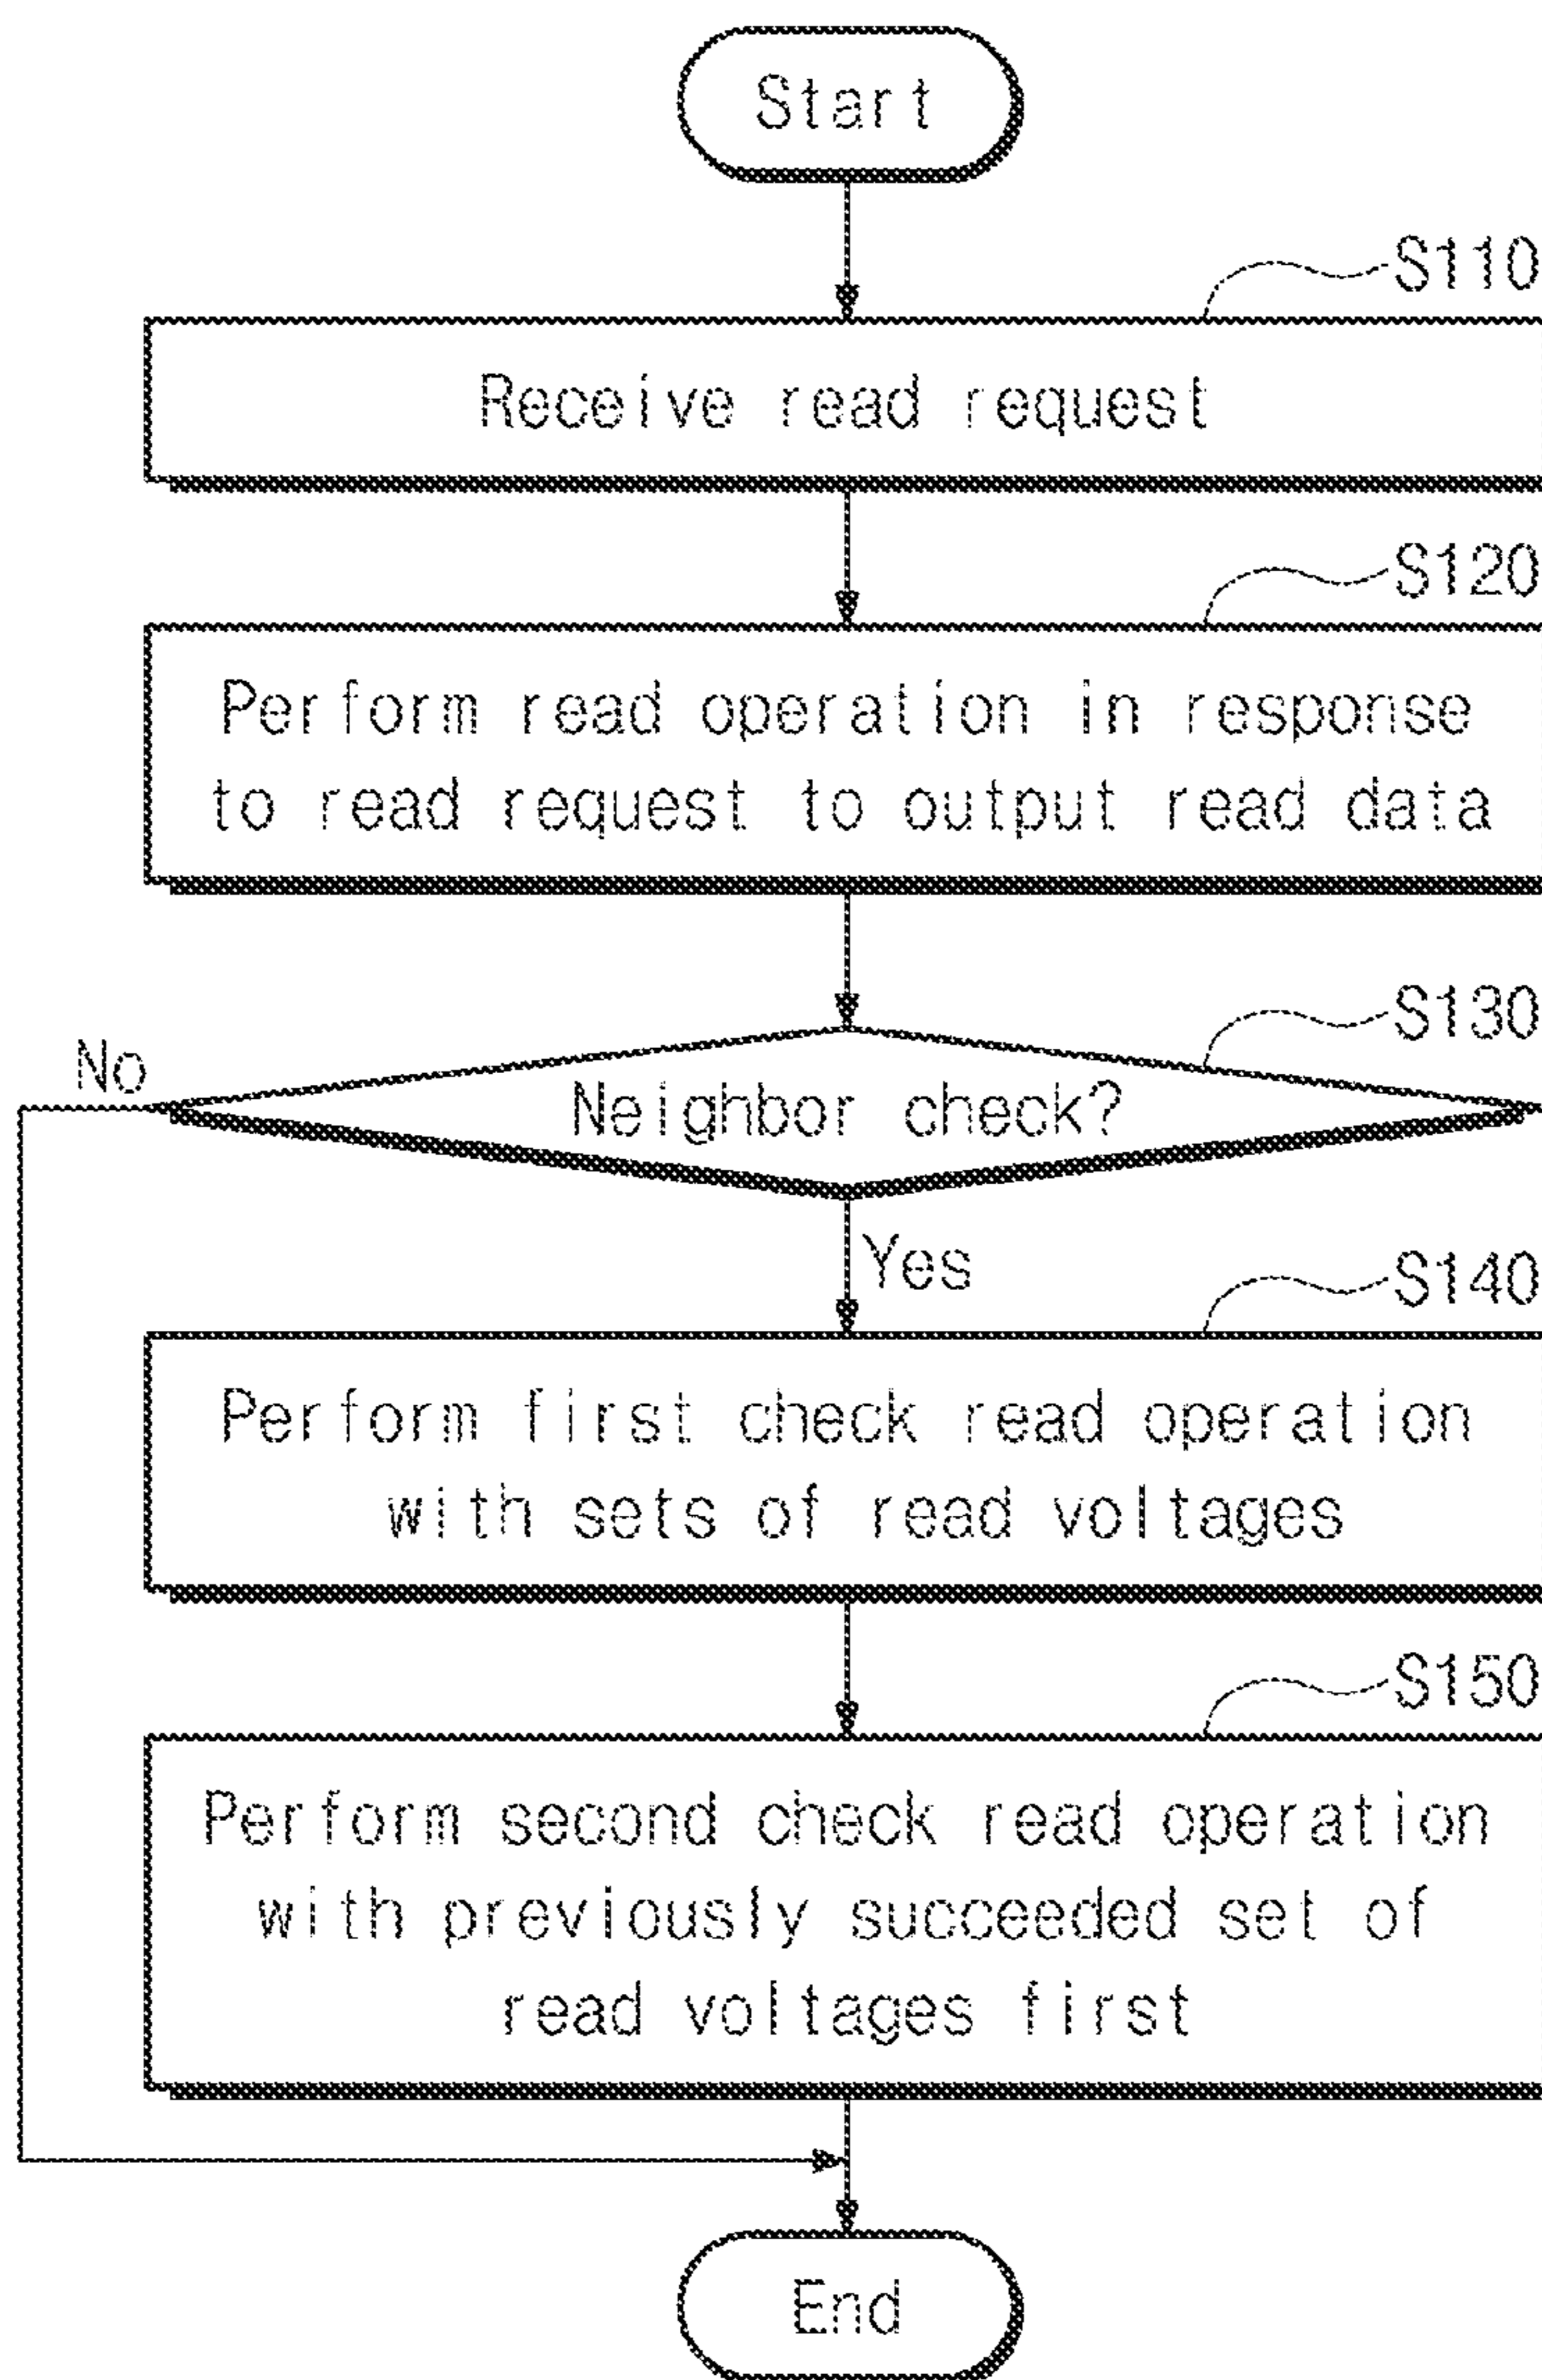 Start
S110
Receive read request
S120
Perform read operation in response
to read request to output read data
S130
No
Neighbor check?
Yes
S140
Perform first check read operation
with sets of read voltages
S150
Perform second check read operation
with previously succeeded set of
read voltages first
End